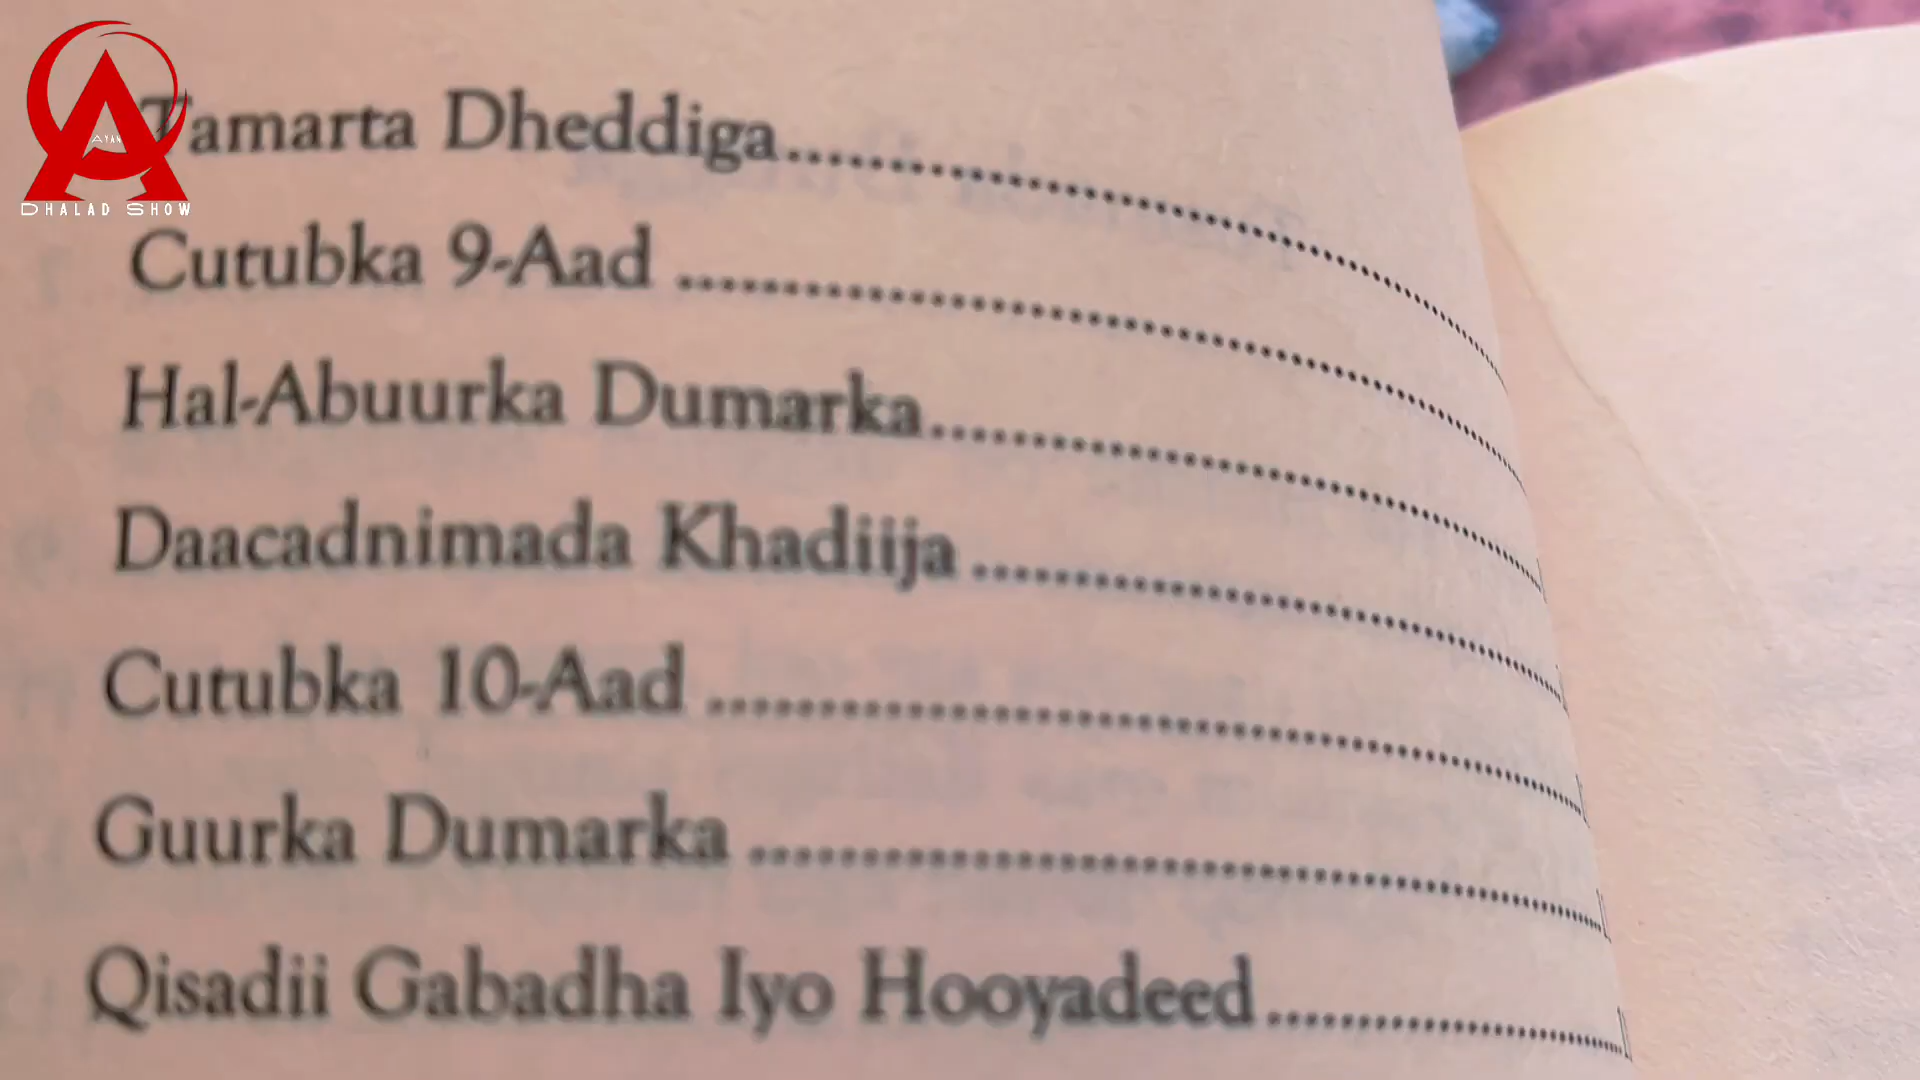 Tamarta Dheddiga..........
Cutubka 9-Aad ..........
Hal-Abuurka Dumarka..........
Daacadnimada Khadiija ..........
Cutubka 10-Aad ..........
Guurka Dumarka ..........
Qisadii Gabadha Iyo Hooyadeed ..........
AYAN
DHALAD SHOW